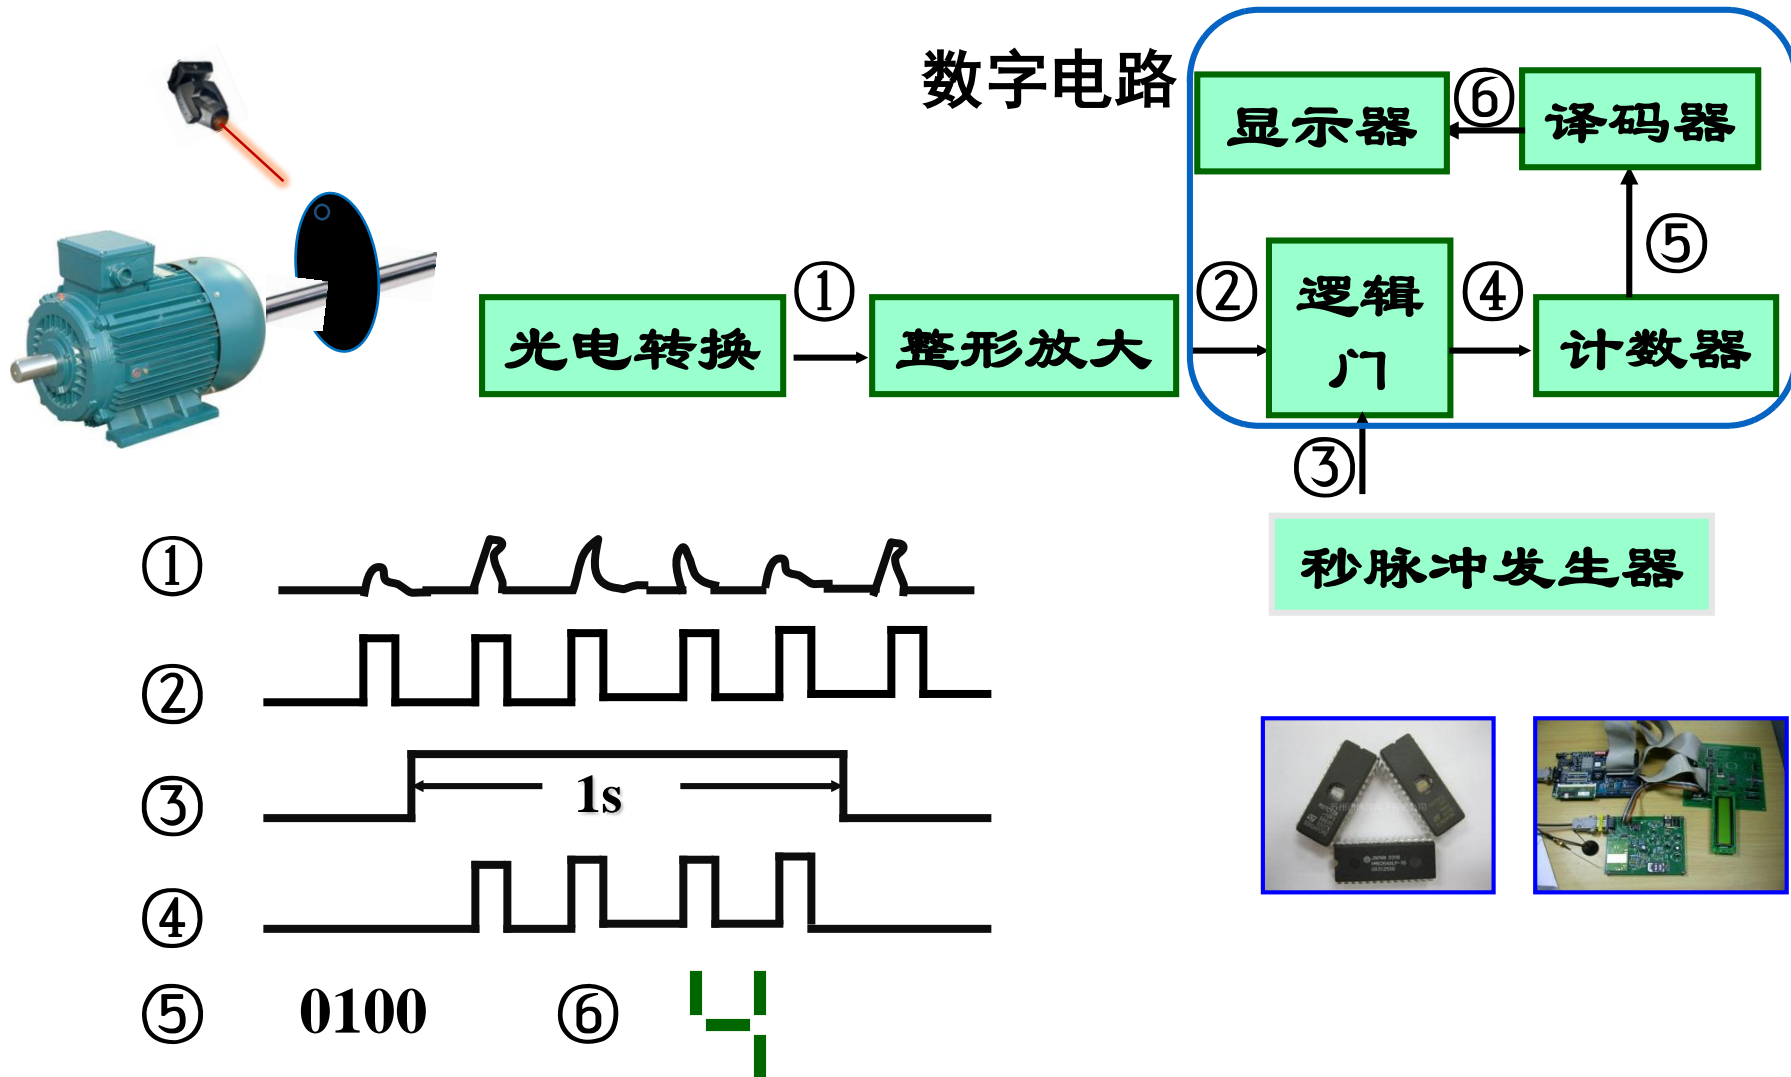 数字电路
显示器
⑥
译码器
⑤
光电转换
①
整形放大
②
逻辑
门
④
计数器
③
秒脉冲发生器
①
②
③
1s
④
⑤
0100
⑥
4